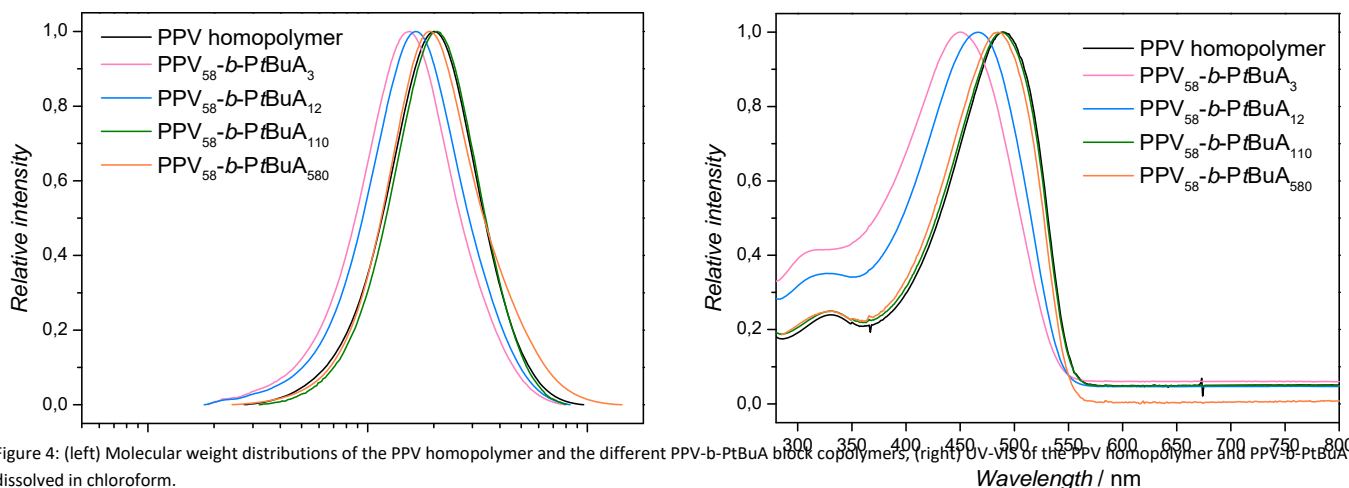 1,0
0,8
0,6
0,4
0,2
0,0
Relative intensity
PPV homopolymer
PPV58-b-PtBuA3
PPV58-b-PtBuA12
PPV58-b-PtBuA110
PPV58-b-PtBuA580
1,0
0,8
0,6
0,4
0,2
0,0
Relative intensity
PPV homopolymer
PPV58-b-PtBuA3
PPV58-b-PtBuA12
PPV58-b-PtBuA110
PPV58-b-PtBuA580
300 350 400 450 500 550 600 650 700 750 800
Wavelength / nm
Figure 4: (left) Molecular weight distributions of the PPV homopolymer and the different PPV-b-PtBuA block copolymers, (right) UV-VIS of the PPV homopolymer and PPV-b-PtBuA
dissolved in chloroform.